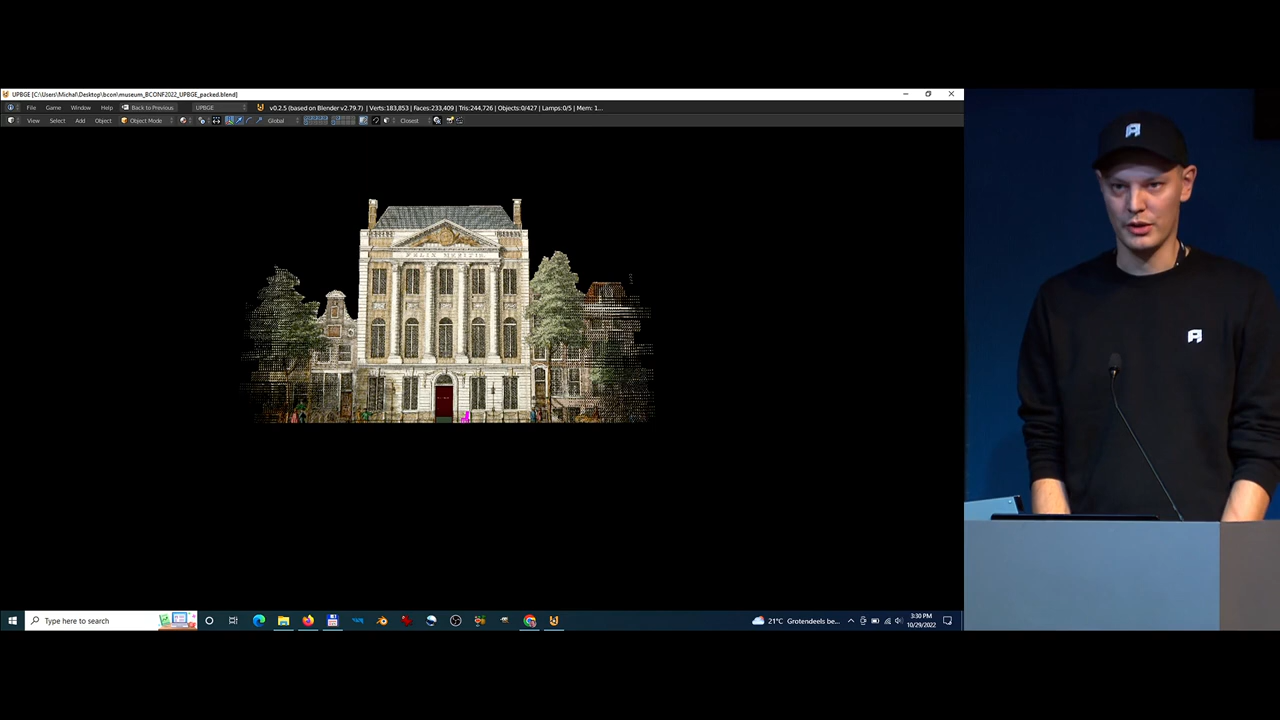 UPBGE [C:\Users\Michal\Desktop\bcon\museum_BCONF2022_UPBGE_packed.blend]
File Game Window Help Back to Previous UPBGE v0.2.5 (based on Blender v2.79.7) | Verts:183,853 | Faces:233,409 | Tris:244,726 | Objects:0/427 | Lamps:0/5 | Mem: 1...
View Select Add Object Object Mode Global Closest
FELIX MERITIS
Type here to search
21°C Grotendeels be...
3:30 PM
10/29/2022